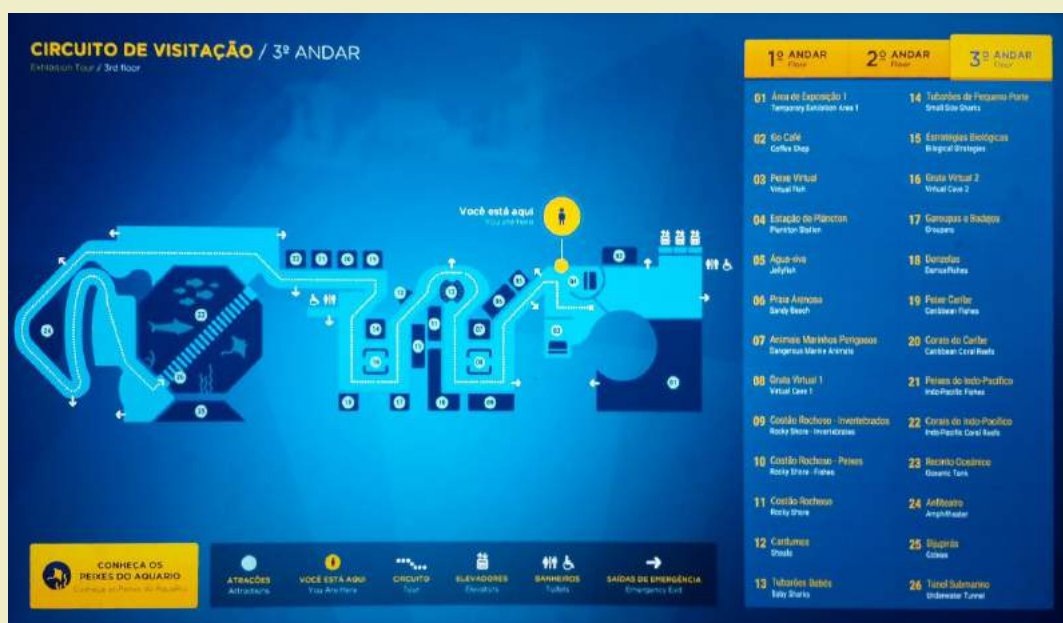 CIRCUITO DE VISITAÇÃO / 3º ANDAR
Exhibition Tour / 3rd floor
Você está aqui
You are Here
1º ANDAR
Floor
2º ANDAR
Floor
3º ANDAR
Floor
01 Área de Exposição 1
Temporary Exhibition Area 1
02 Go Café
Coffee Shop
03 Peixe Virtual
Virtual Fish
04 Estação do Plâncton
Plankton Station
05 Água-viva
Jellyfish
06 Praia Arenosa
Sandy Beach
07 Animais Marinhos Perigosos
Dangerous Marine Animals
08 Gruta Virtual 1
Virtual Cave 1
09 Costão Rochoso - Invertebrados
Rocky Shore - Invertebrates
10 Costão Rochoso - Peixes
Rocky Shore - Fishes
11 Costão Rochoso
Rocky Shore
12 Cardumes
Shoals
13 Tubarões Bebês
Baby Sharks
14 Tubarões de Pequeno Porte
Small Size Sharks
15 Estratégias Biológicas
Bilogical Strategies
16 Gruta Virtual 2
Virtual Cave 2
17 Garoupas e Badejos
Groupers
18 Donzelas
Damselfishes
19 Peixe Caribe
Caribbean Fishes
20 Corais do Caribe
Caribbean Coral Reefs
21 Peixes do Indo-Pacífico
Indo-Pacific Fishes
22 Corais do Indo-Pacífico
Indo-Pacific Coral Reefs
23 Recinto Oceânico
Oceanic Tank
24 Anfiteatro
Amphitheater
25 Bijupirás
Cobias
26 Túnel Submarino
Underwater Tunnel
CONHEÇA OS
PEIXES DO AQUARIO
ATRAÇÕES
Attractions
VOCÊ ESTÁ AQUI
You Are Here
CIRCUITO
Tour
ELEVADORES
Elevators
BANHEIROS
Toilets
SAÍDAS DE EMERGÊNCIA
Emergency Exit